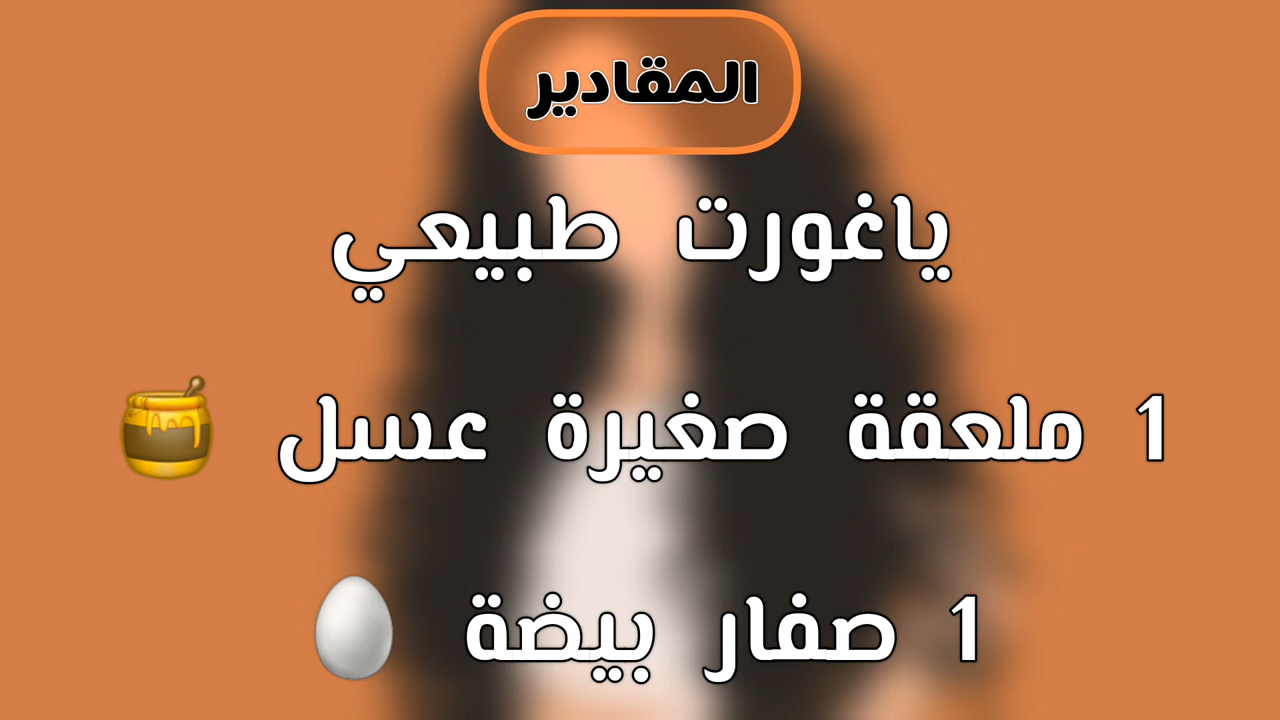 المقادير
ياغورت طبيعي
1 ملعقة صغيرة عسل 🍯
1 صفار بيضة 🥚